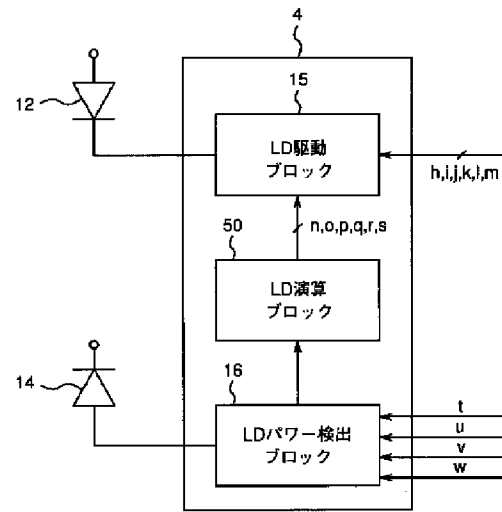 4
12
15
LD駆動
ブロック
h,i,j,k,l,m
n,o,p,q,r,s
50
LD演算
ブロック
14
16
LDパワー検出
ブロック
t
u
v
w